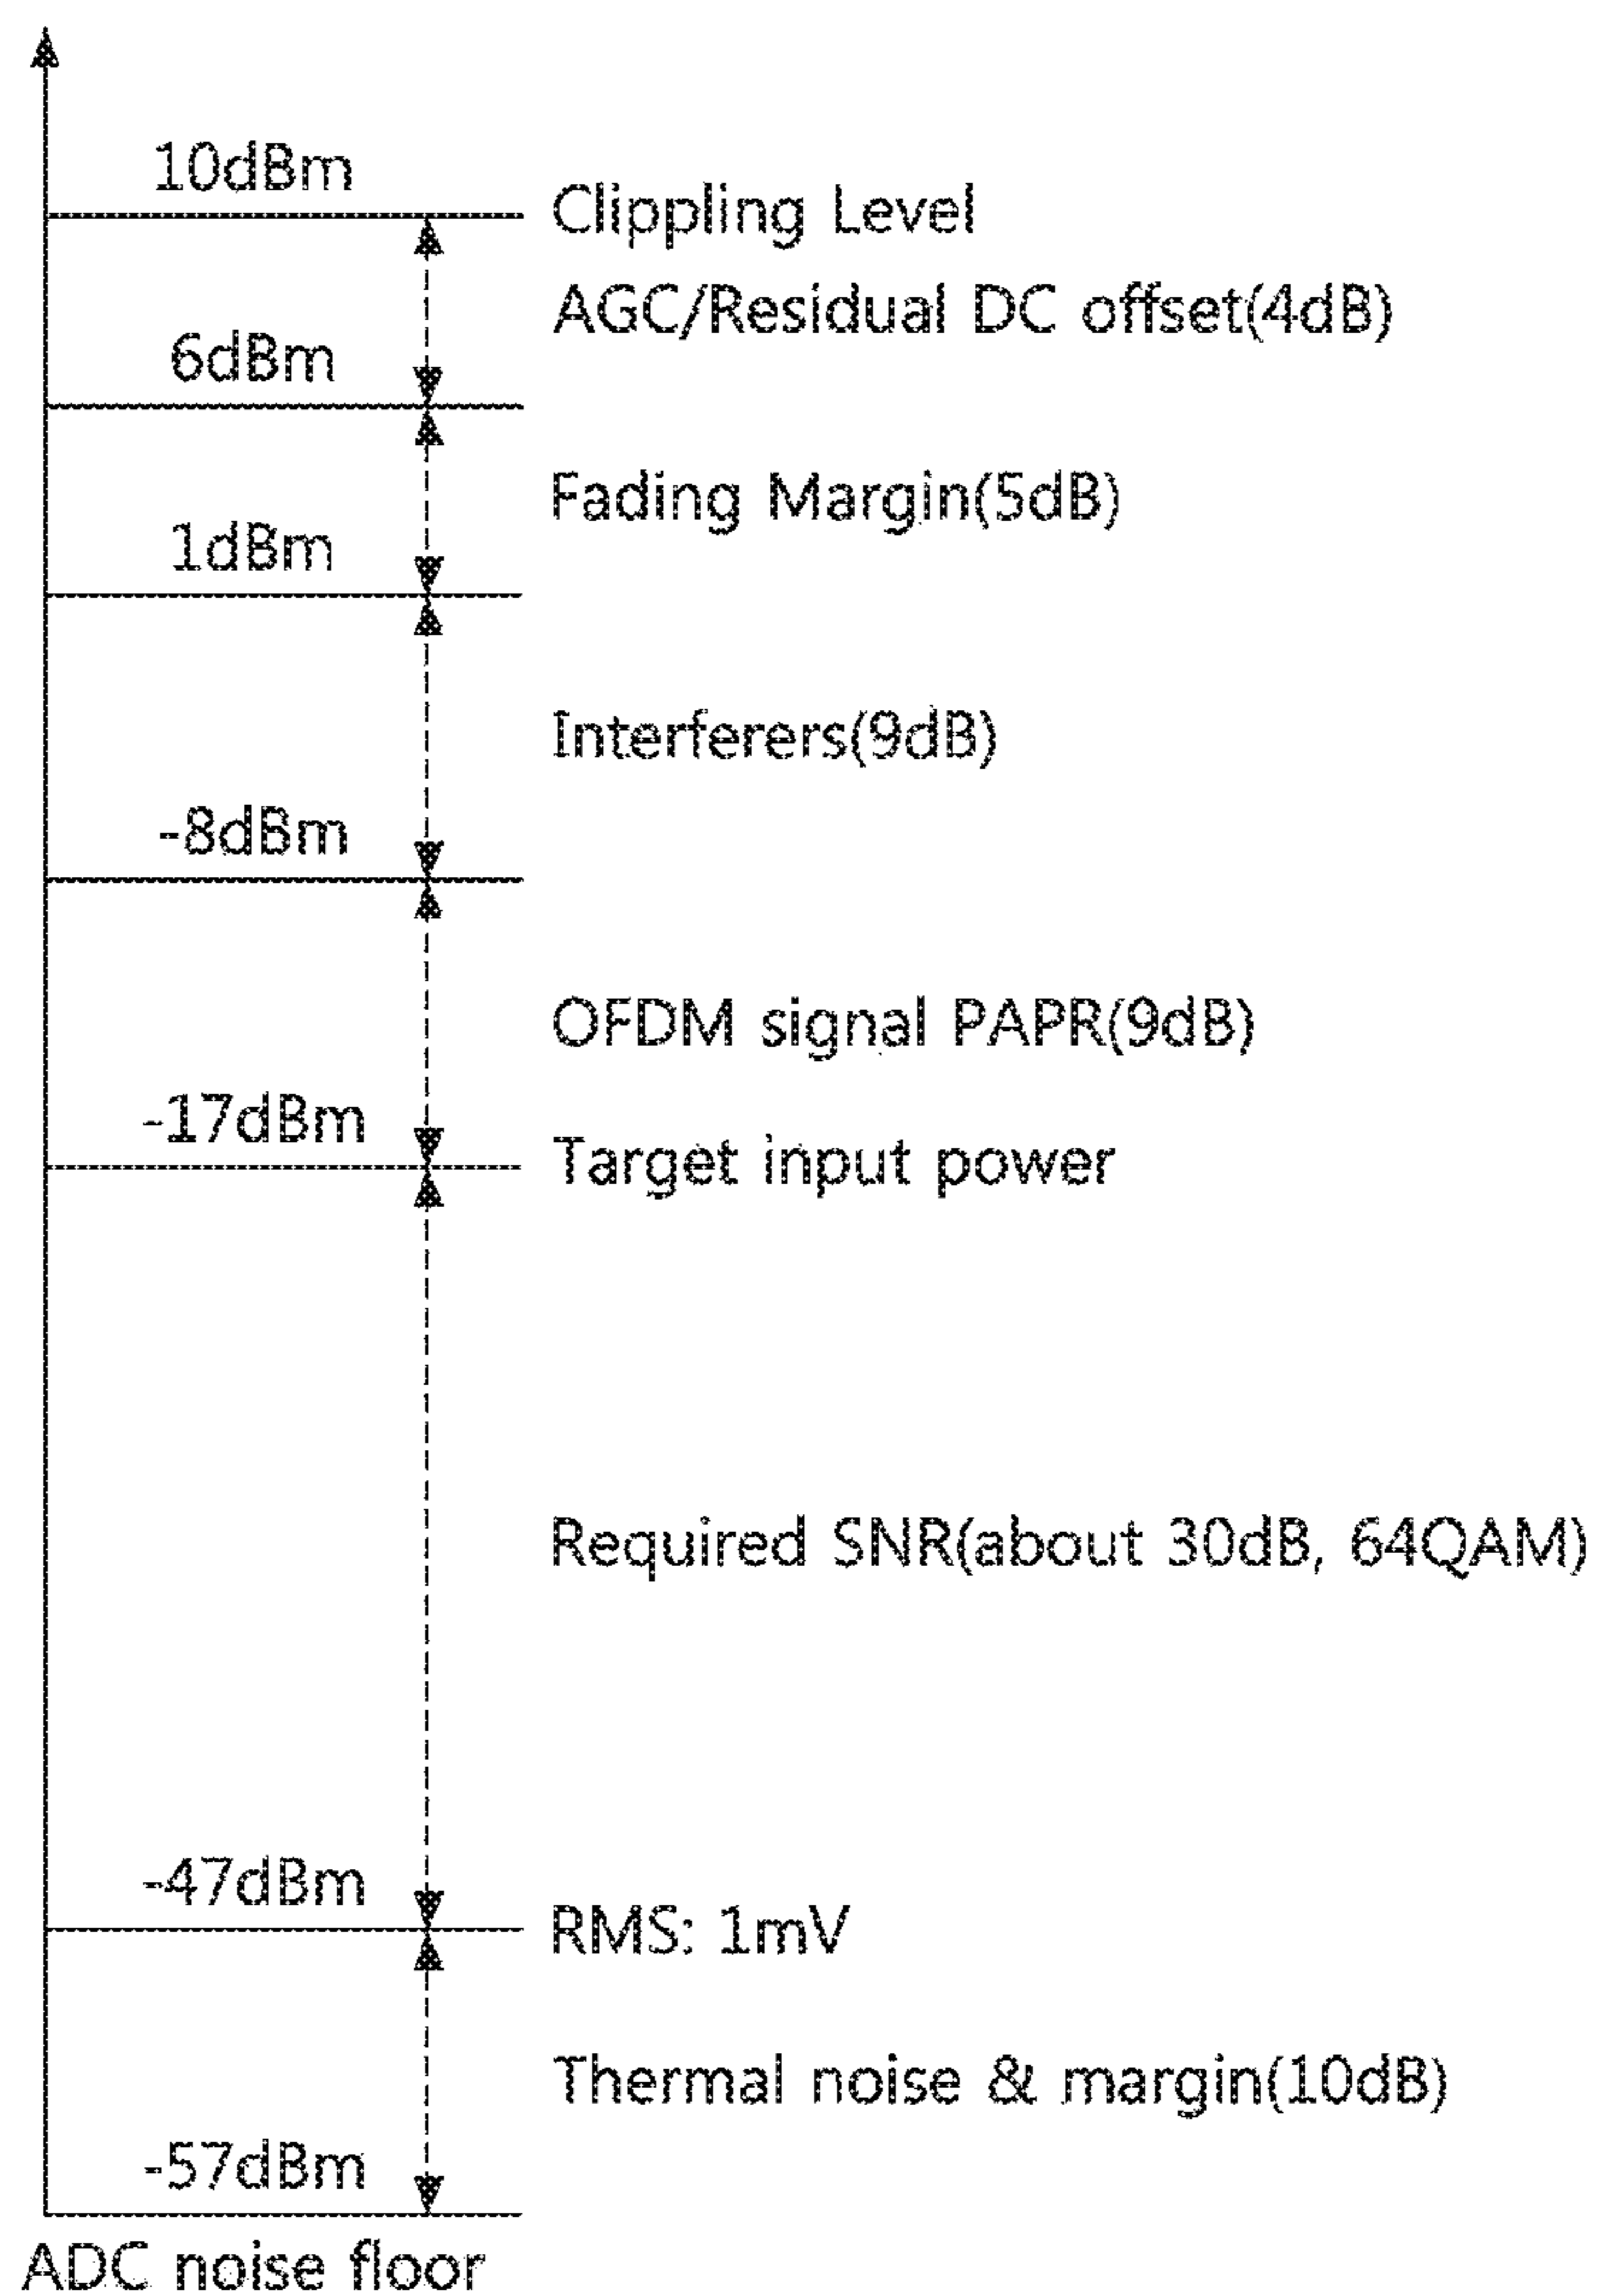 10dBm
Clippling Level
AGC/Residual DC offset(4dB)
6dBm
Fading Margin(5dB)
1dBm
Interferers(9dB)
-8dBm
OFDM signal PAPR(9dB)
-17dBm
Target input power
Required SNR(about 30dB, 64QAM)
-47dBm
RMS: 1mV
Thermal noise & margin(10dB)
-57dBm
ADC noise floor